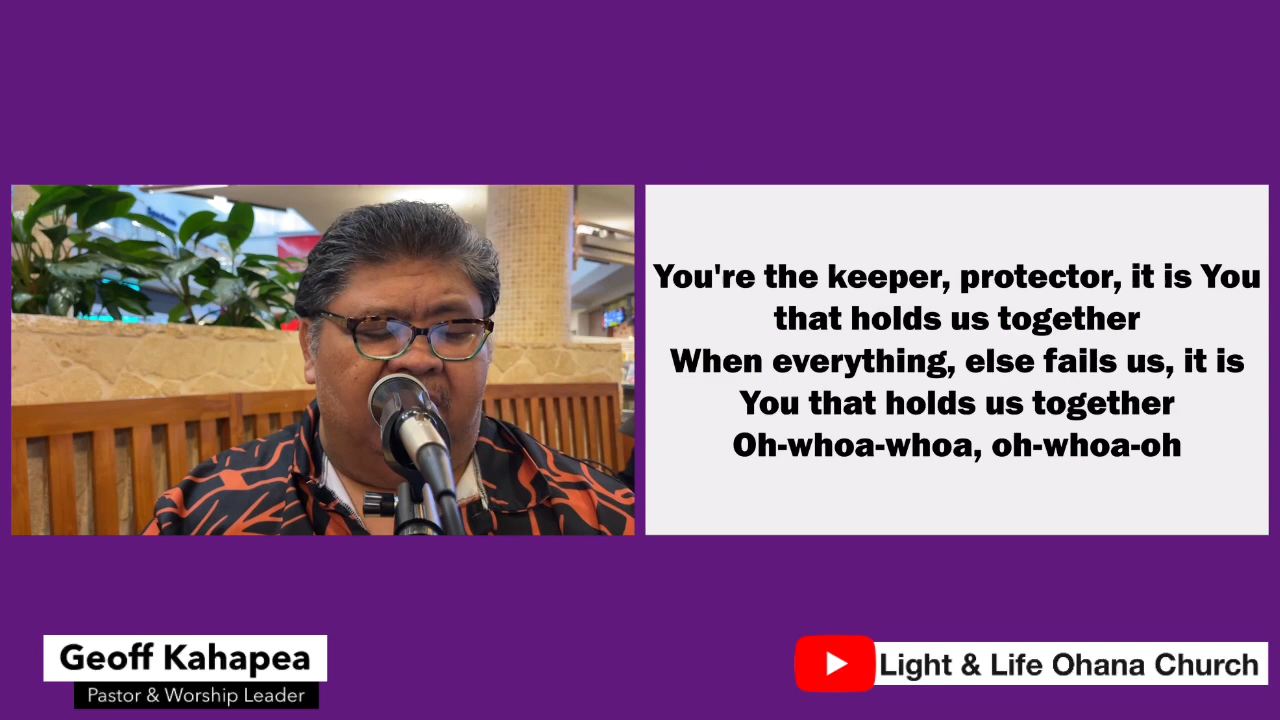 You're the keeper, protector, it is You
that holds us together
When everything, else fails us, it is
You that holds us together
Oh-whoa-whoa, oh-whoa-oh
Geoff Kahapea
Pastor & Worship Leader
Light & Life Ohana Church